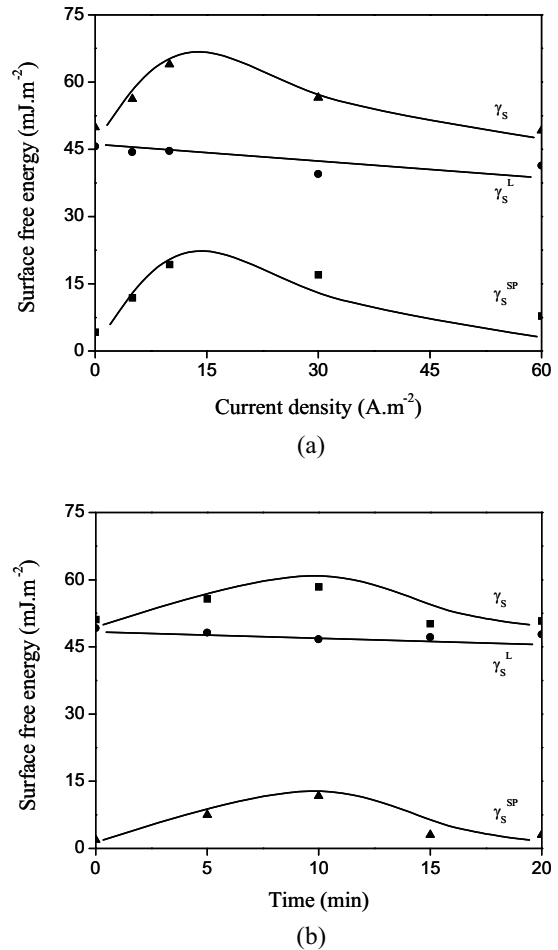 75
60
45
30
15
0
Surface free energy (mJ.m⁻²)
γₛ
γₛᴸ
γₛˢᴾ
0 15 30 45 60
Current density (A.m⁻²)
(a)
75
60
45
30
15
0
Surface free energy (mJ.m⁻²)
γₛ
γₛᴸ
γₛˢᴾ
0 5 10 15 20
Time (min)
(b)